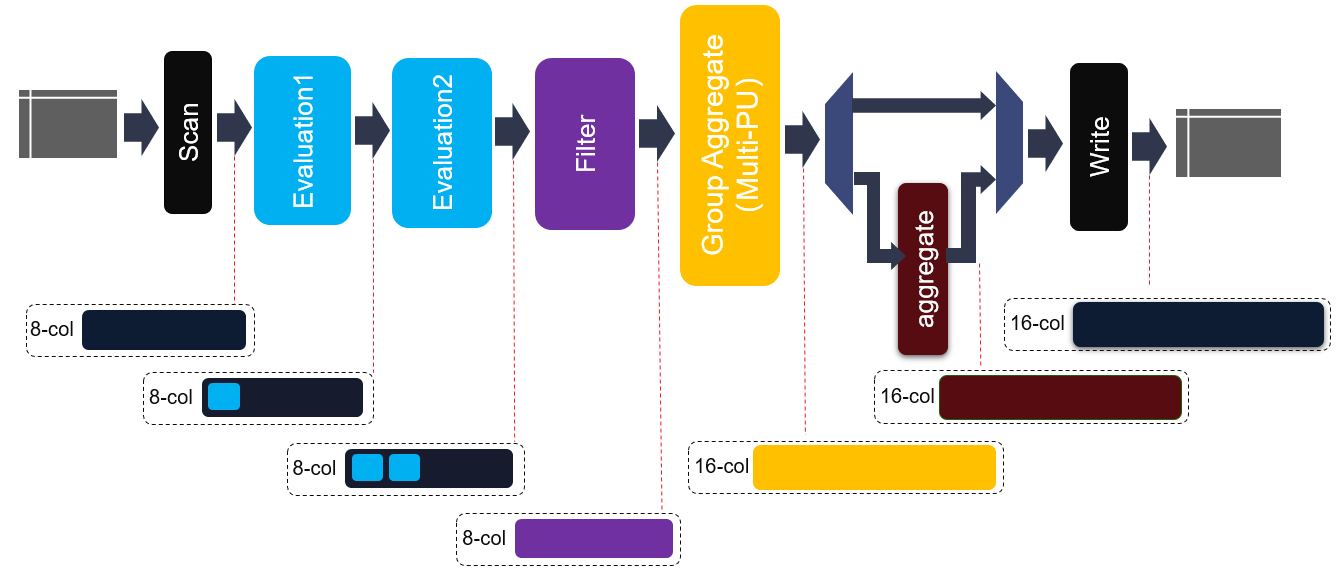 Scan
Evaluation1
Evaluation2
Filter
Group Aggregate
(Multi-PU)
aggregate
Write
8-col
8-col
8-col
8-col
16-col
16-col
16-col